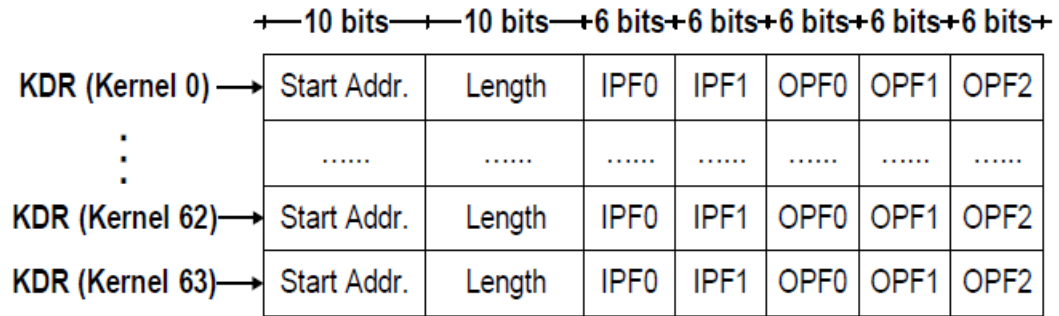 10 bits 10 bits 6 bits 6 bits 6 bits 6 bits 6 bits
KDR (Kernel 0) Start Addr. Length IPF0 IPF1 OPF0 OPF1 OPF2
...... ...... ...... ...... ...... ...... ......
KDR (Kernel 62) Start Addr. Length IPF0 IPF1 OPF0 OPF1 OPF2
KDR (Kernel 63) Start Addr. Length IPF0 IPF1 OPF0 OPF1 OPF2